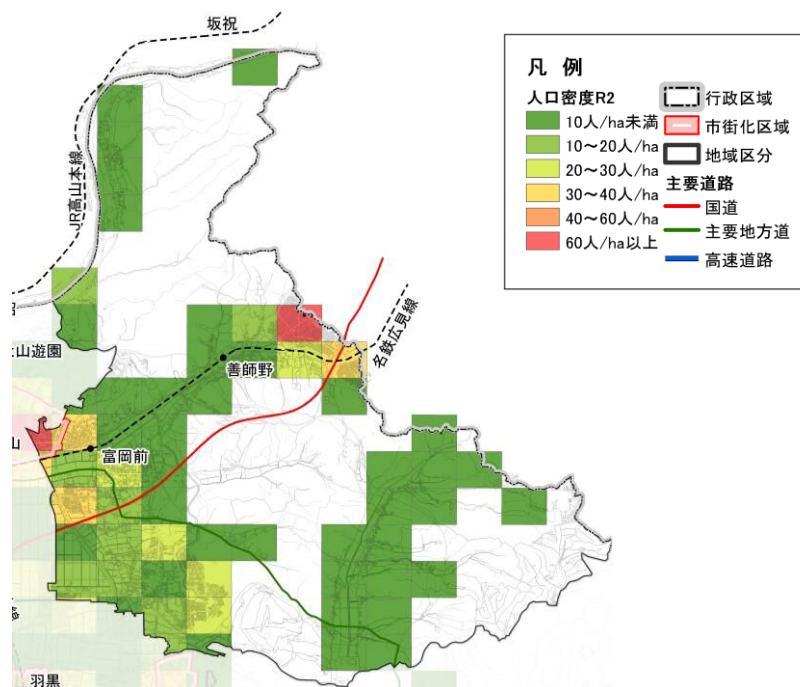 坂祝
JR高山本線
名鉄広見線
山遊園
善師野
山
富岡前
羽黒
凡 例
人口密度R2
10人/ha未満
10～20人/ha
20～30人/ha
30～40人/ha
40～60人/ha
60人/ha以上
行政区域
市街化区域
地域区分
主要道路
国道
主要地方道
高速道路